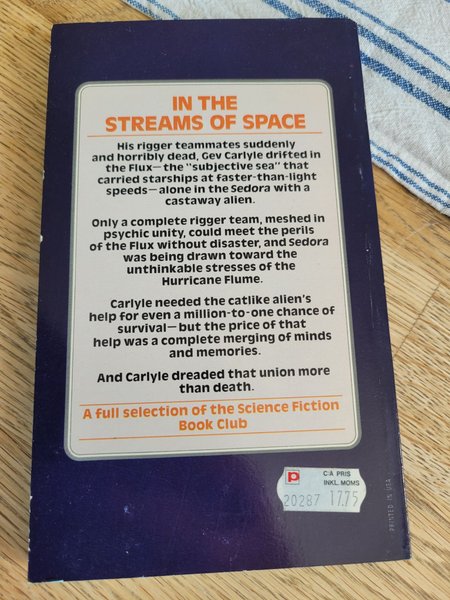 IN THE
STREAMS OF SPACE
His rigger teammates suddenly
and horribly dead, Gev Carlyle drifted in
the Flux—the "subjective sea" that
carried starships at faster-than-light
speeds—alone in the Sedora with a
castaway alien.
Only a complete rigger team, meshed in
psychic unity, could meet the perils
of the Flux without disaster, and Sedora
was being drawn toward the
unthinkable stresses of the
Hurricane Flume.
Carlyle needed the catlike alien's
help for even a million-to-one chance of
survival—but the price of that
help was a complete merging of minds
and memories.
And Carlyle dreaded that union more
than death.
A full selection of the Science Fiction
Book Club
P
C:A PRIS
INKL. MOMS
20287 17.75
PRINTED IN USA